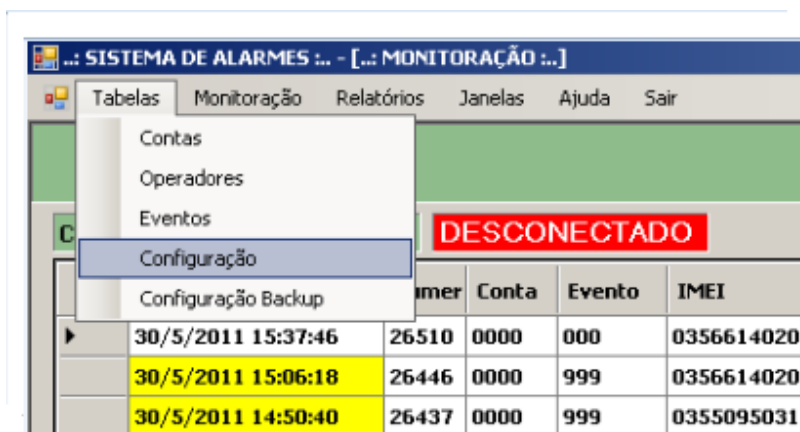 ..: SISTEMA DE ALARMES :.. - [..: MONITORAÇÃO :..]
Tabelas Monitoração Relatórios Janelas Ajuda Sair
Contas
Operadores
Eventos
DESCONECTADO
Configuração
Configuração Backup
Conta Evento IMEI
30/5/2011 15:37:46 26510 0000 000 0356614020
30/5/2011 15:06:18 26446 0000 999 0356614020
30/5/2011 14:50:40 26437 0000 999 0355095031